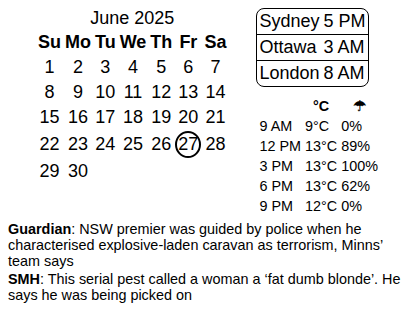 June 2025
Su Mo Tu We Th Fr Sa
1 2 3 4 5 6 7
8 9 10 11 12 13 14
15 16 17 18 19 20 21
22 23 24 25 26 27 28
29 30
Sydney 5 PM
Ottawa 3 AM
London 8 AM
°C ☂
9 AM 9°C 0%
12 PM 13°C 89%
3 PM 13°C 100%
6 PM 13°C 62%
9 PM 12°C 0%
Guardian: NSW premier was guided by police when he
characterised explosive-laden caravan as terrorism, Minns’
team says
SMH: This serial pest called a woman a ‘fat dumb blonde’. He
says he was being picked on